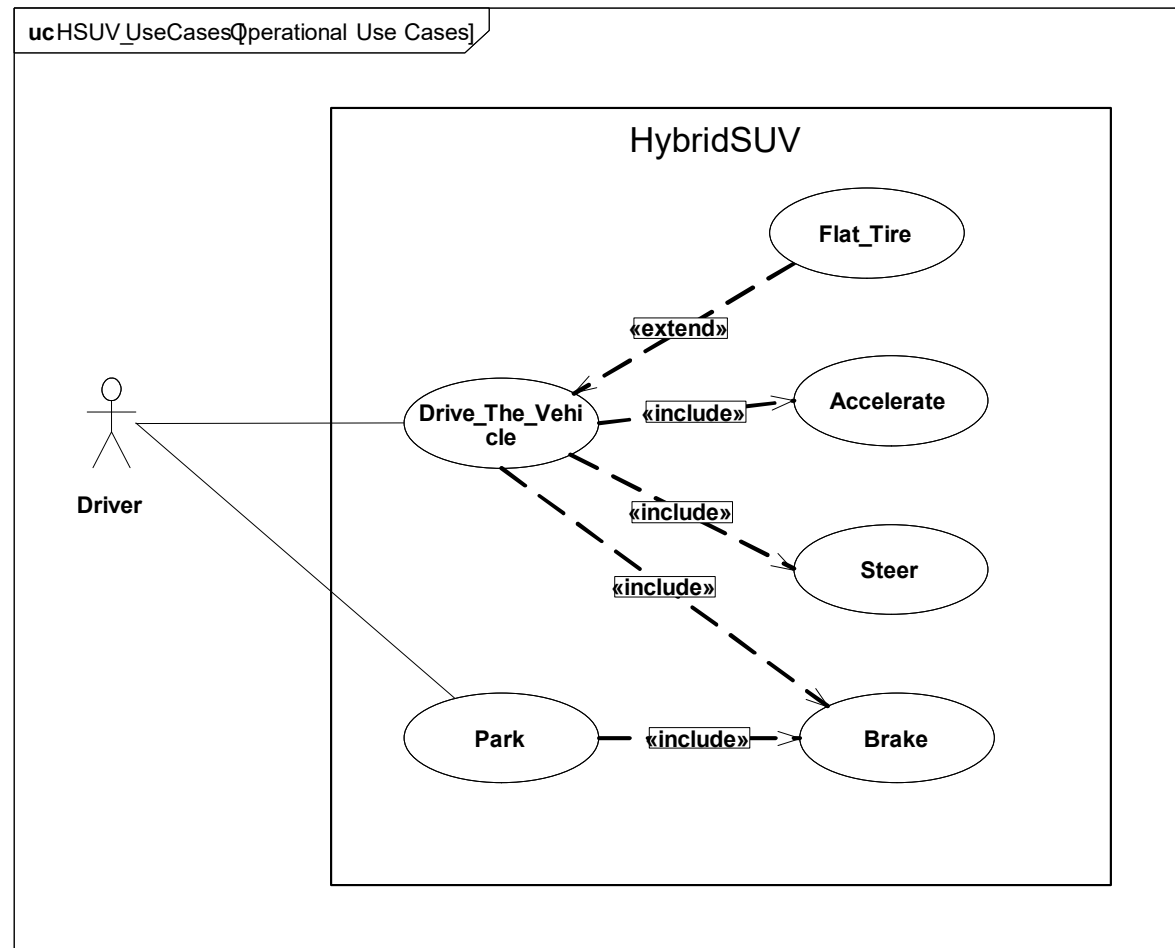 uc HSUV_UseCases [Operational Use Cases]
HybridSUV
Flat_Tire
«extend»
Drive_The_Vehi
cle
«include»
Accelerate
Driver
«include»
Steer
«include»
Park
«include»
Brake